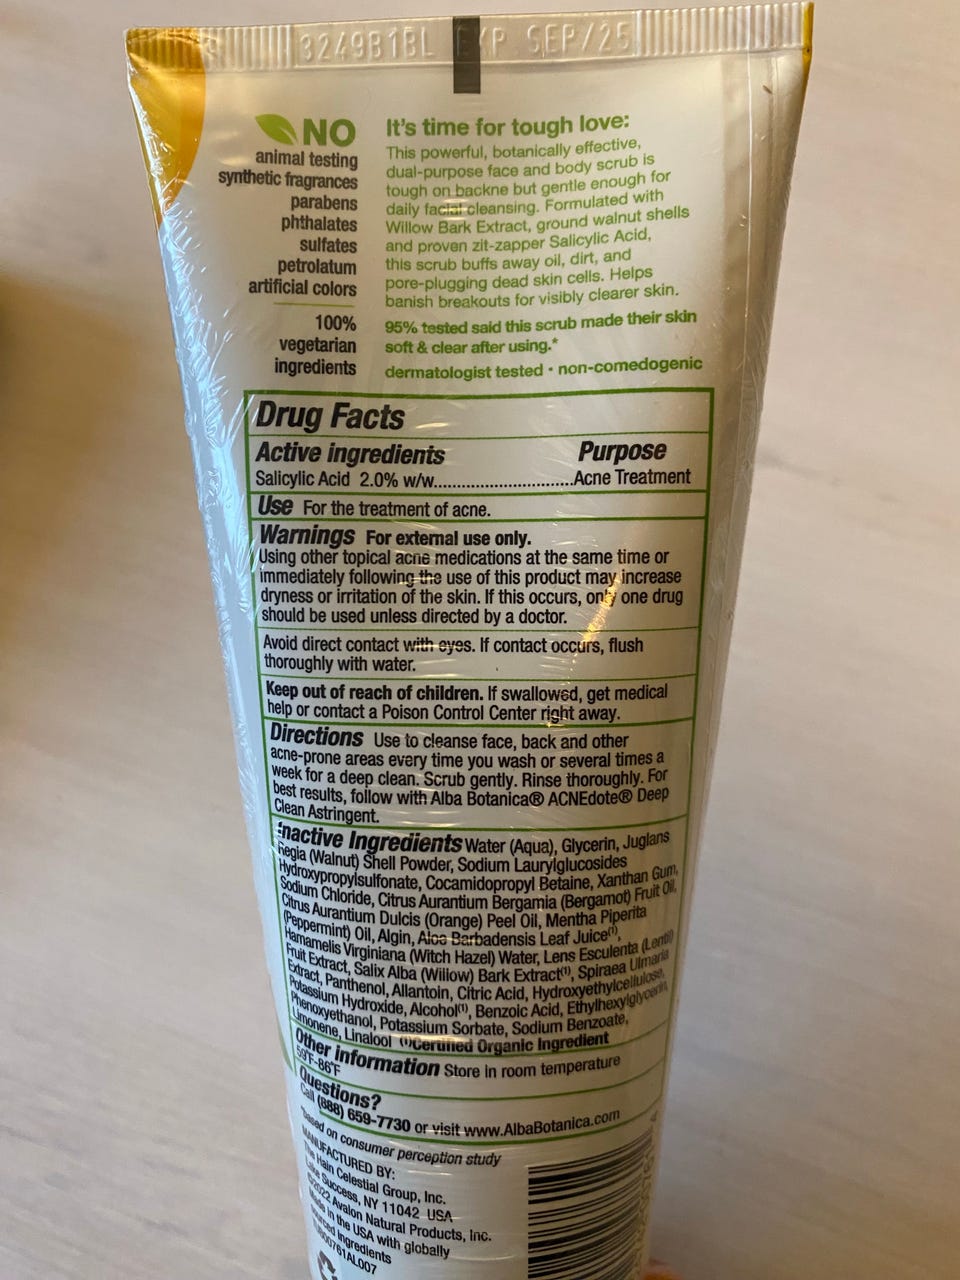 3249B1BL EXP SEP/25
NO
animal testing
synthetic fragrances
parabens
phthalates
sulfates
petrolatum
artificial colors
100%
vegetarian
ingredients
It's time for tough love:
This powerful, botanically effective,
dual-purpose face and body scrub is
tough on backne but gentle enough for
daily facial cleansing. Formulated with
Willow Bark Extract, ground walnut shells
and proven zit-zapper Salicylic Acid,
this scrub buffs away oil, dirt, and
pore-plugging dead skin cells. Helps
banish breakouts for visibly clearer skin.
95% tested said this scrub made their skin
soft & clear after using.*
dermatologist tested • non-comedogenic
Drug Facts
Active ingredients Purpose
Salicylic Acid 2.0% w/w..............................Acne Treatment
Use For the treatment of acne.
Warnings For external use only.
Using other topical acne medications at the same time or
immediately following the use of this product may increase
dryness or irritation of the skin. If this occurs, only one drug
should be used unless directed by a doctor.
Avoid direct contact with eyes. If contact occurs, flush
thoroughly with water.
Keep out of reach of children. If swallowed, get medical
help or contact a Poison Control Center right away.
Directions Use to cleanse face, back and other
acne-prone areas every time you wash or several times a
week for a deep clean. Scrub gently. Rinse thoroughly. For
best results, follow with Alba Botanica® ACNEdote® Deep
Clean Astringent.
Inactive Ingredients Water (Aqua), Glycerin, Juglans
Regia (Walnut) Shell Powder, Sodium Laurylglucosides
Hydroxypropylsulfonate, Cocamidopropyl Betaine, Xanthan Gum,
Sodium Chloride, Citrus Aurantium Bergamia (Bergamot) Fruit Oil,
Citrus Aurantium Dulcis (Orange) Peel Oil, Mentha Piperita
(Peppermint) Oil, Algin, Aloe Barbadensis Leaf Juice(1),
Hamamelis Virginiana (Witch Hazel) Water, Lens Esculenta (Lentil)
Fruit Extract, Salix Alba (Willow) Bark Extract(1), Spiraea Ulmaria
Extract, Panthenol, Allantoin, Citric Acid, Hydroxyethylcellulose,
Potassium Hydroxide, Alcohol(1), Benzoic Acid, Ethylhexylglycerin,
Phenoxyethanol, Potassium Sorbate, Sodium Benzoate,
Limonene, Linalool (1)Certified Organic Ingredient
Other information Store in room temperature
59°F-86°F
Questions?
Call (888) 659-7730 or visit www.AlbaBotanica.com
*based on consumer perception study
MANUFACTURED BY:
The Hain Celestial Group, Inc.
Lake Success, NY 11042 USA
©2022 Avalon Natural Products, Inc.
Made in the USA with globally
sourced ingredients